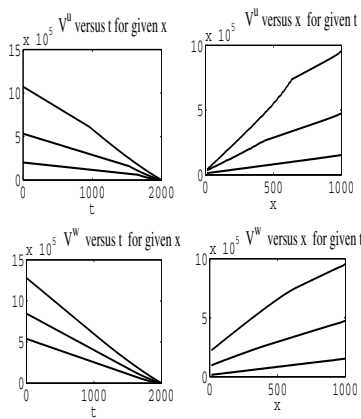 V^u versus t for given x
x 10^5
15
10
5
0
0 1000 2000
t
V^u versus x for given t
x 10^5
10
5
0
0 500 1000
x
V^w versus t for given x
x 10^5
15
10
5
0
0 1000 2000
t
V^w versus x for given t
x 10^5
10
5
0
0 500 1000
x